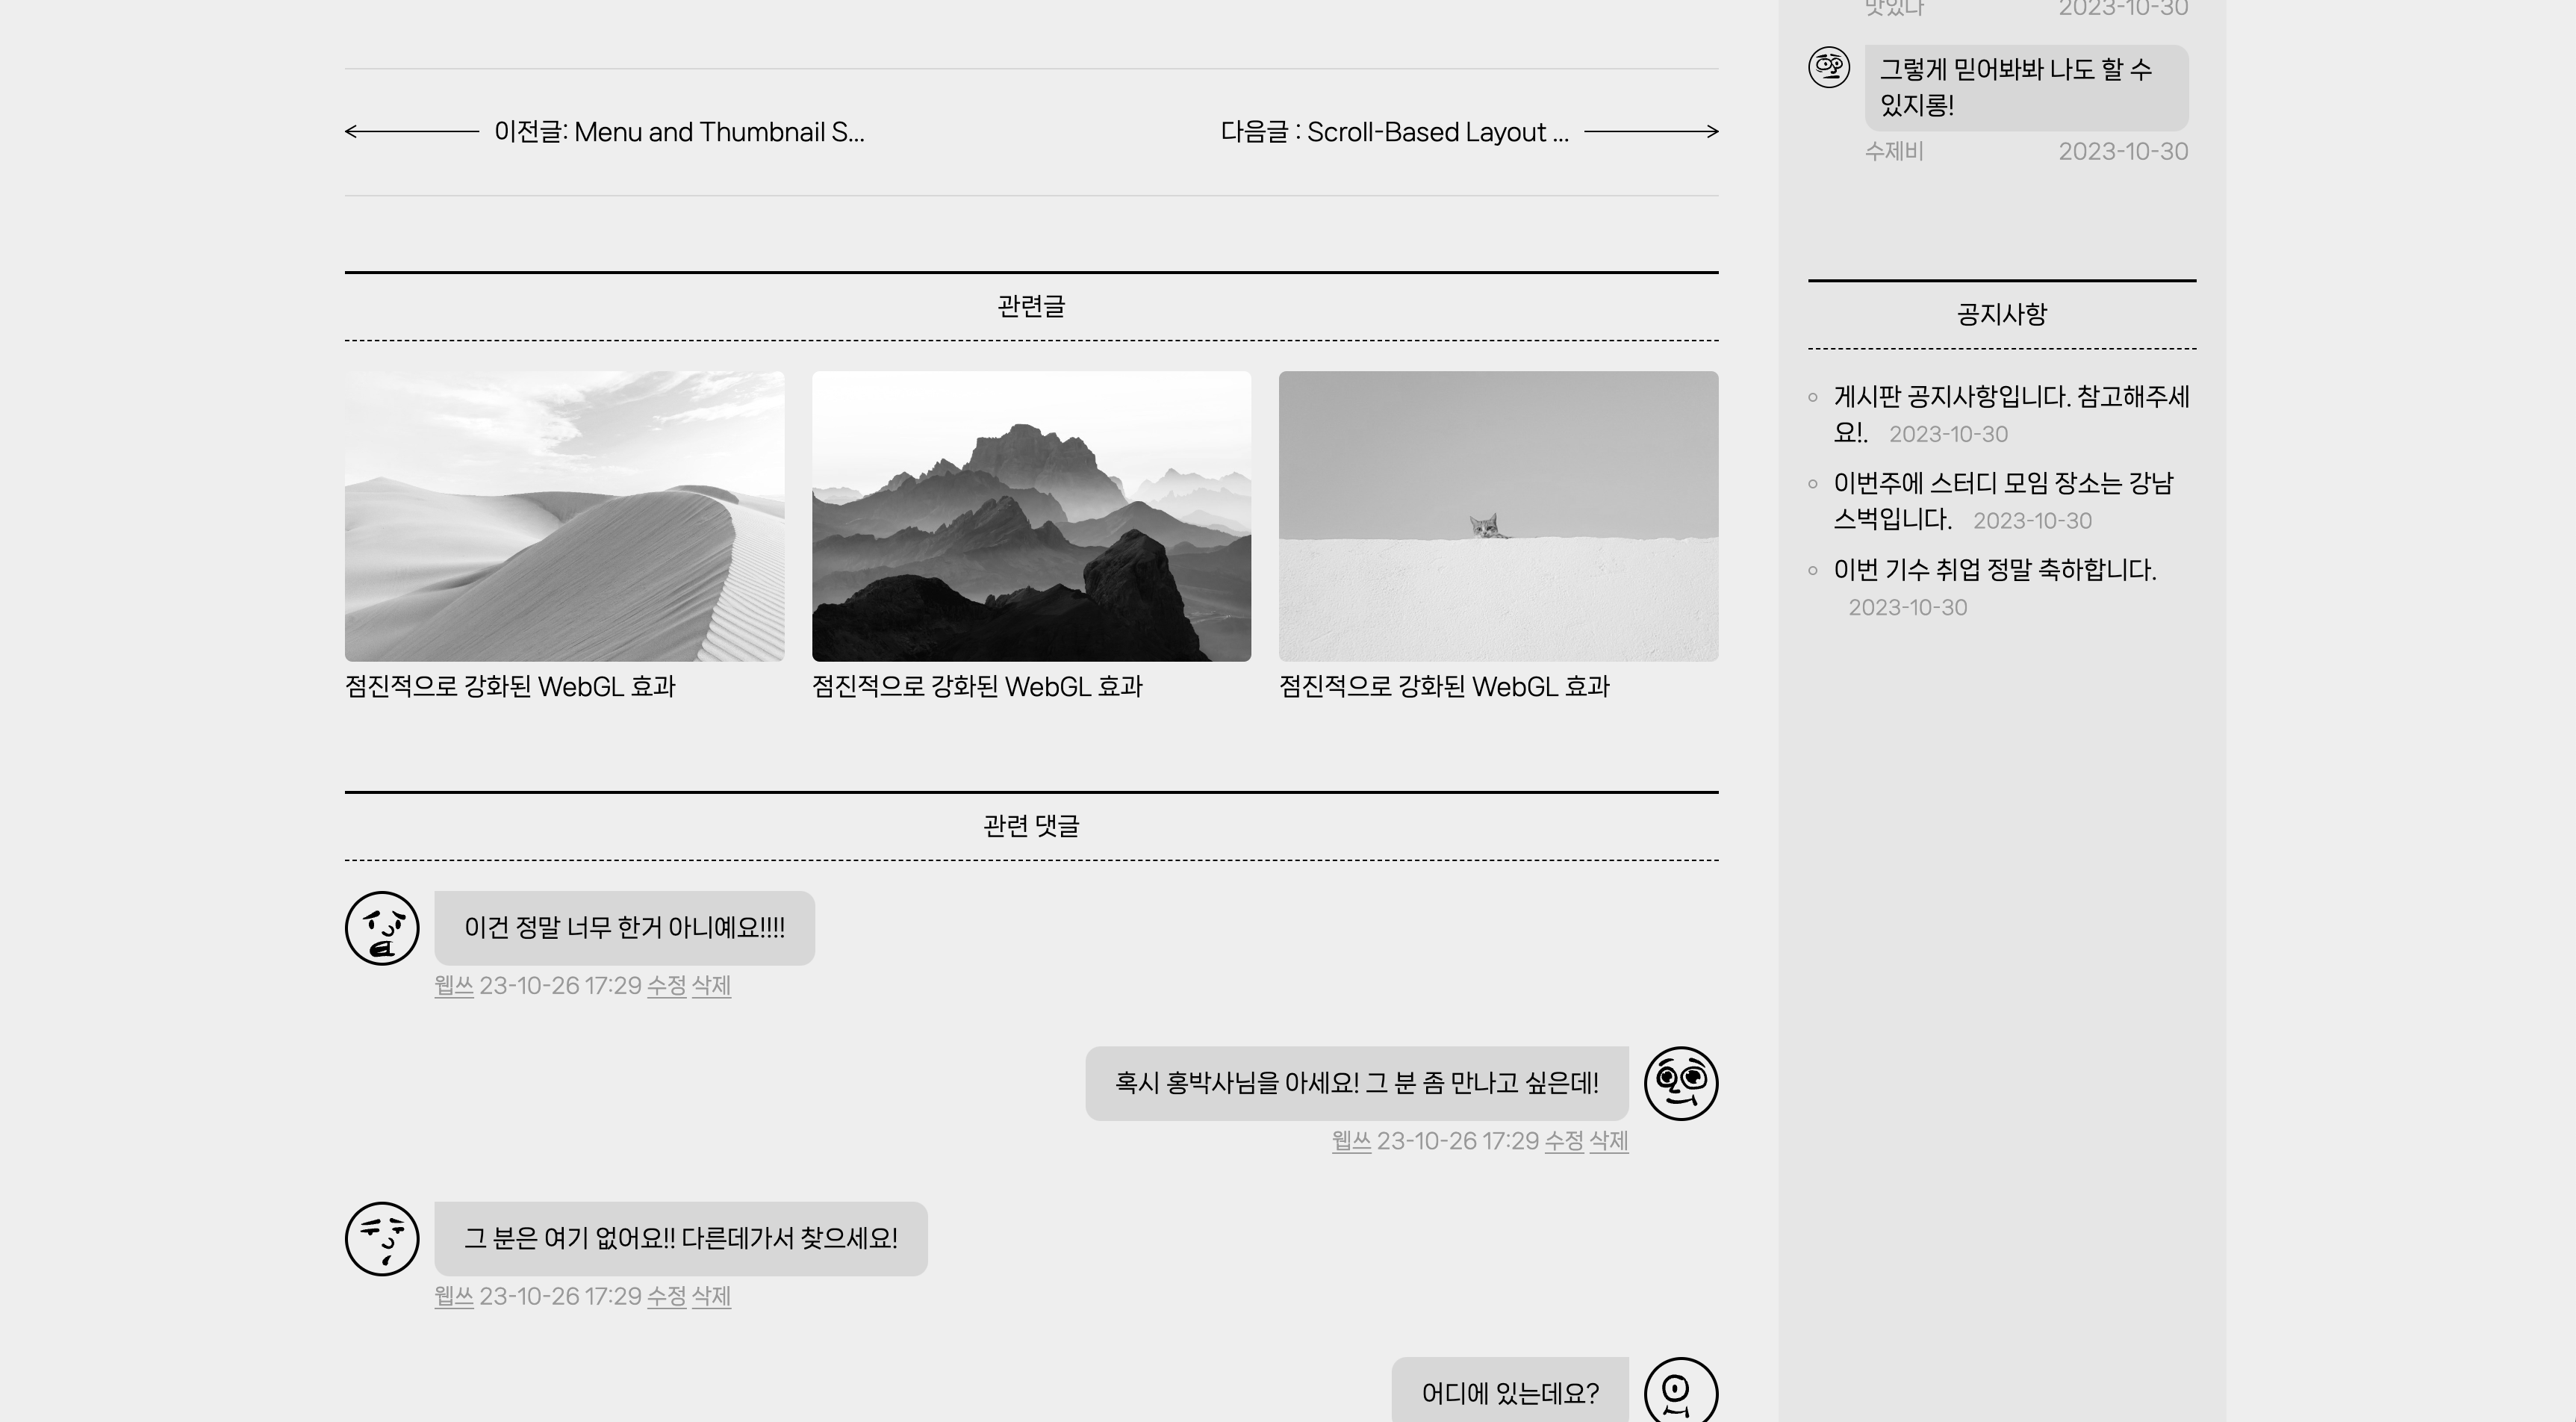 이전글: Menu and Thumbnail S...
다음글 : Scroll-Based Layout ...
관련글
점진적으로 강화된 WebGL 효과
점진적으로 강화된 WebGL 효과
점진적으로 강화된 WebGL 효과
관련 댓글
이건 정말 너무 한거 아니예요!!!!
웹쓰 23-10-26 17:29 수정 삭제
혹시 홍박사님을 아세요! 그 분 좀 만나고 싶은데!
웹쓰 23-10-26 17:29 수정 삭제
그 분은 여기 없어요!! 다른데가서 찾으세요!
웹쓰 23-10-26 17:29 수정 삭제
어디에 있는데요?
맛있다 2023-10-30
그렇게 믿어봐봐 나도 할 수
있지롱!
수제비 2023-10-30
공지사항
게시판 공지사항입니다. 참고해주세
요!. 2023-10-30
이번주에 스터디 모임 장소는 강남
스벅입니다. 2023-10-30
이번 기수 취업 정말 축하합니다.
2023-10-30